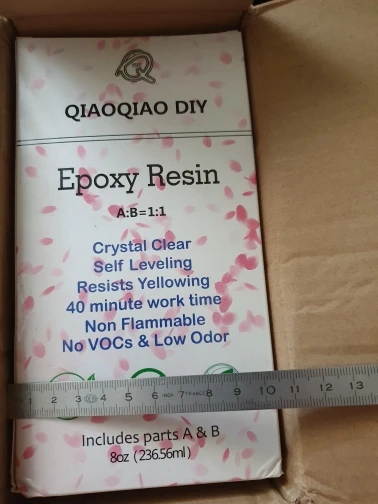 QIAOQIAO DIY
Epoxy Resin
A:B=1:1
Crystal Clear
Self Leveling
Resists Yellowing
40 minute work time
Non Flammable
No VOCs & Low Odor
1 2 3 4 5 6 7 8 9 10 11 12 13
Includes parts A & B
8oz (236.56ml)